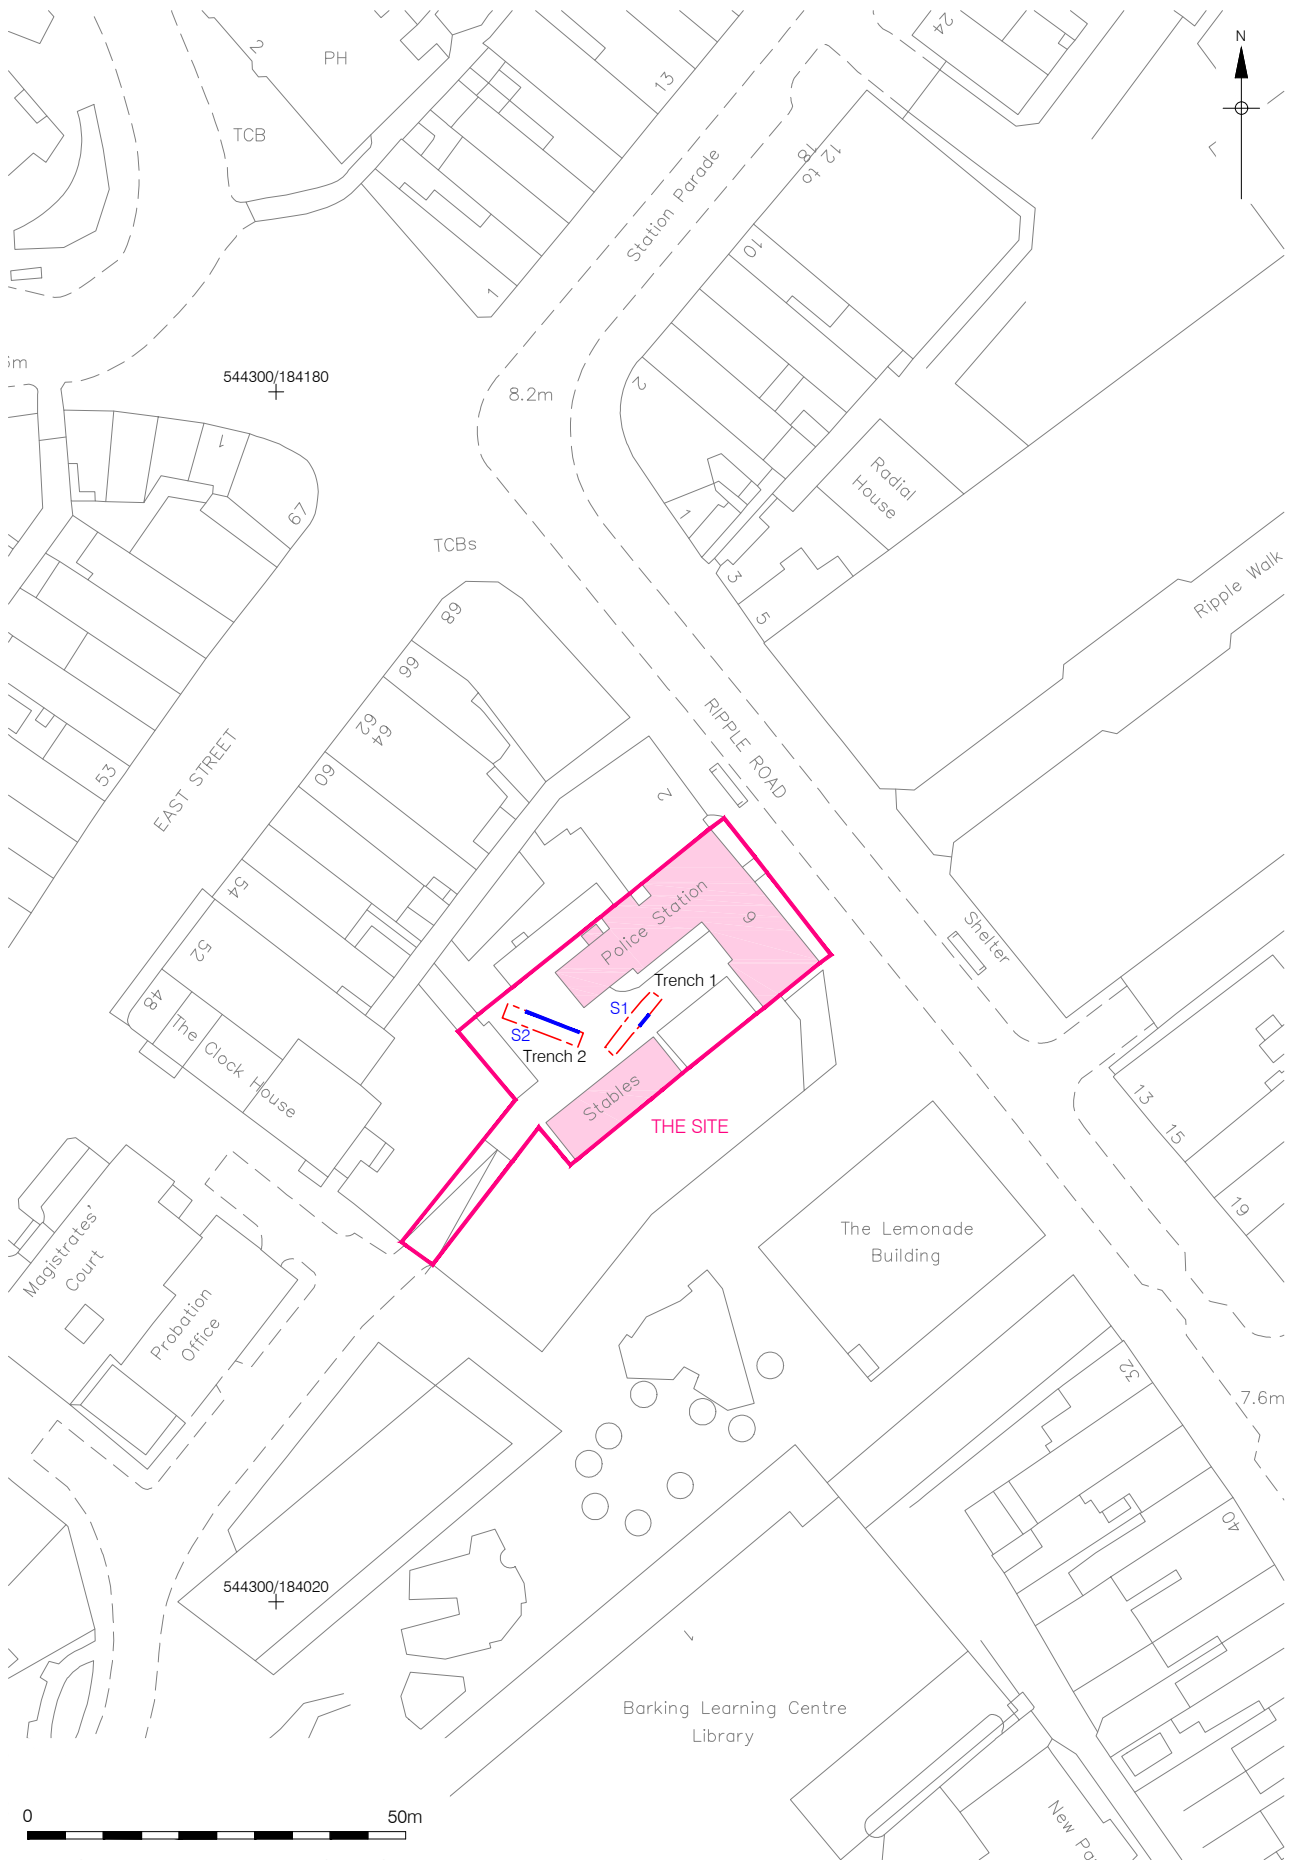 2
PH
24
N
13
TCB
Station Parade
12 to 18
10
1
544300/184180
8.2m
2
1
Radial
House
67
TCBs
1
3
5
Ripple Walk
68
66
62
64
60
53
EAST STREET
RIPPLE ROAD
2
54
52
48
Police Station
9
Shelter
The Clock House
Trench 1
S1
S2
Trench 2
Stables
THE SITE
13
15
19
Magistrates'
Court
Probation
Office
The Lemonade
Building
32
7.6m
40
544300/184020
1
Barking Learning Centre
Library
0
50m